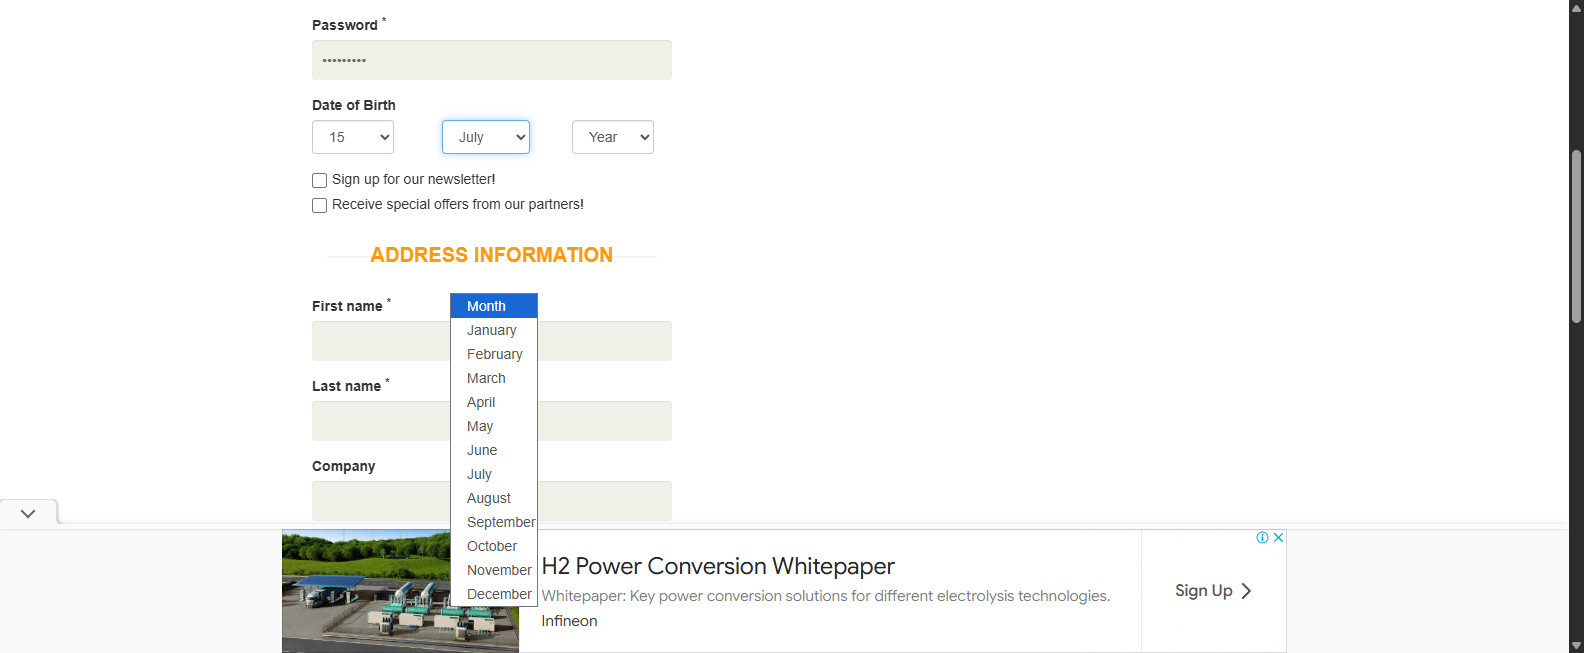 Password *
•••••••••
Date of Birth
15 July Year
Sign up for our newsletter!
Receive special offers from our partners!
ADDRESS INFORMATION
First name *
Month
January
February
March
April
May
June
July
August
September
October
November
December
Last name *
Company
H2 Power Conversion Whitepaper
Whitepaper: Key power conversion solutions for different electrolysis technologies.
Infineon
Sign Up